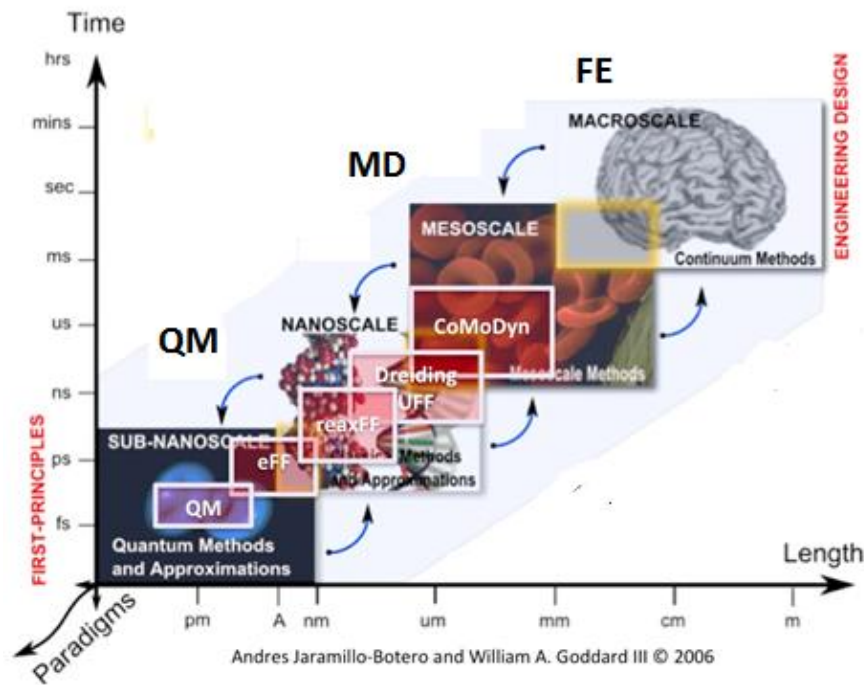 Time
hrs
mins
sec
ms
us
ns
ps
fs
FE
MD
QM
ENGINEERING DESIGN
FIRST-PRINCIPLES
MACROSCALE
Continuum Methods
MESOSCALE
CoMoDyn
Mesoscale Methods
NANOSCALE
Dreiding
UFF
reaxFF
Methods
and Approximations
SUB-NANOSCALE
eFF
QM
Quantum Methods
and Approximations
Length
Paradigms
pm
A
nm
um
mm
cm
m
Andres Jaramillo-Botero and William A. Goddard III © 2006